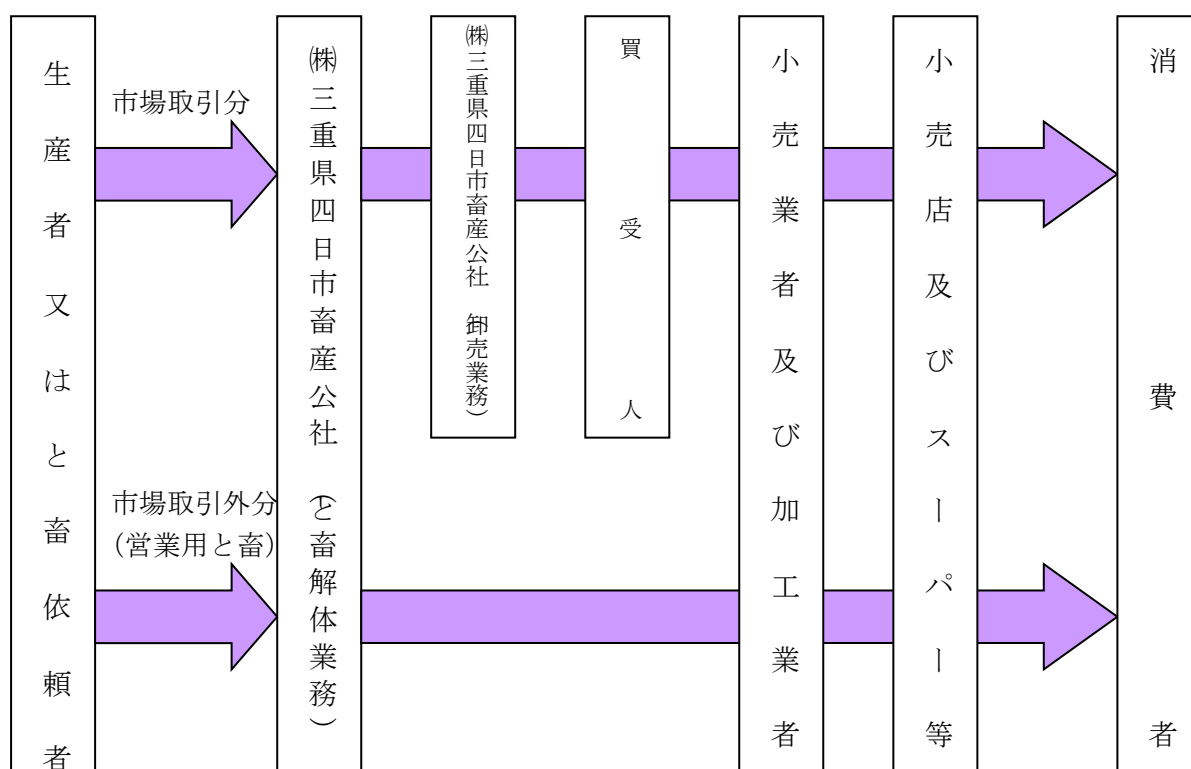 生産者又はと畜依頼者
市場取引分
市場取引外分
（営業用と畜）
㈱三重県四日市畜産公社　（と畜解体業務）
㈱三重県四日市畜産公社　（卸売業務）
買受人
小売業者及び加工業者
小売店及びスーパー等
消費者